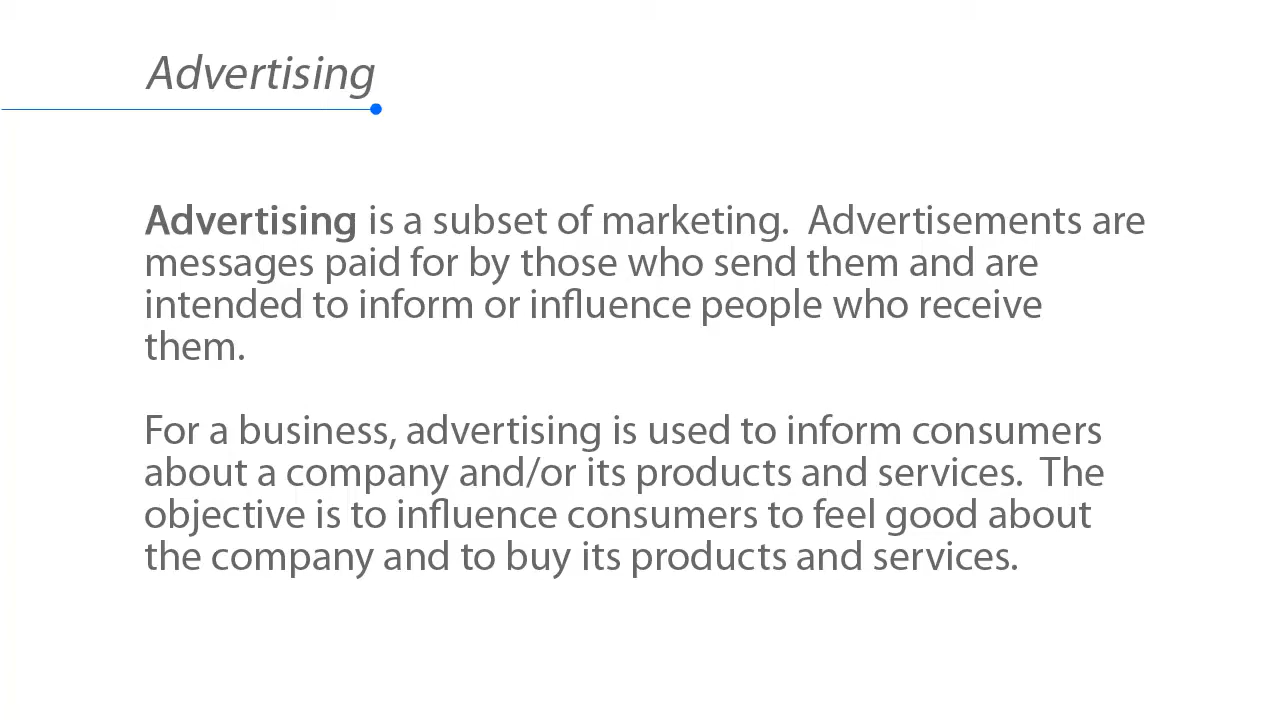 Advertising
Advertising is a subset of marketing.  Advertisements are
messages paid for by those who send them and are
intended to inform or influence people who receive
them.
For a business, advertising is used to inform consumers
about a company and/or its products and services.  The
objective is to influence consumers to feel good about
the company and to buy its products and services.